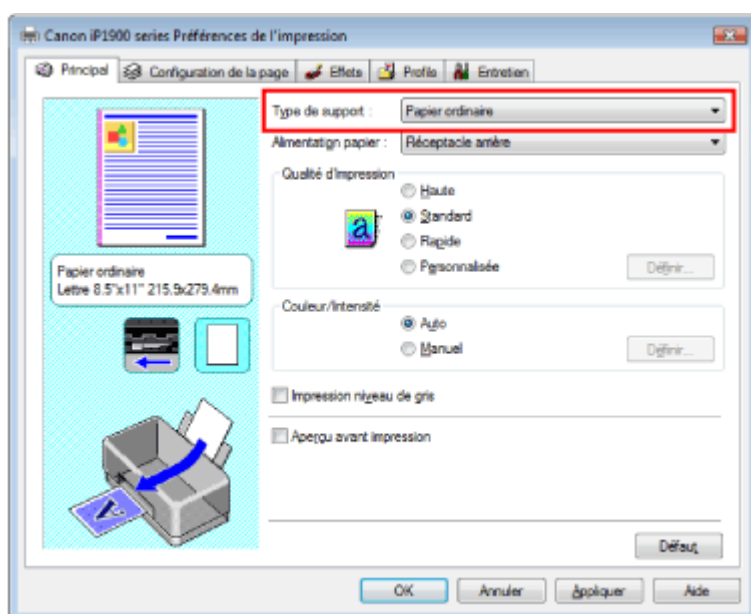 Canon iP1900 series Préférences de l'impression
Principal Configuration de la page Effets Profils Entretien
Type de support : Papier ordinaire
Alimentation papier : Réceptacle arrière
Qualité d'impression
Haute
Standard
Rapide
Personnalisée Définir...
Papier ordinaire
Lettre 8.5"x11" 215.9x279.4mm
Couleur/Intensité
Auto
Manuel Définir...
Impression niveau de gris
Aperçu avant impression
Défaut
OK Annuler Appliquer Aide